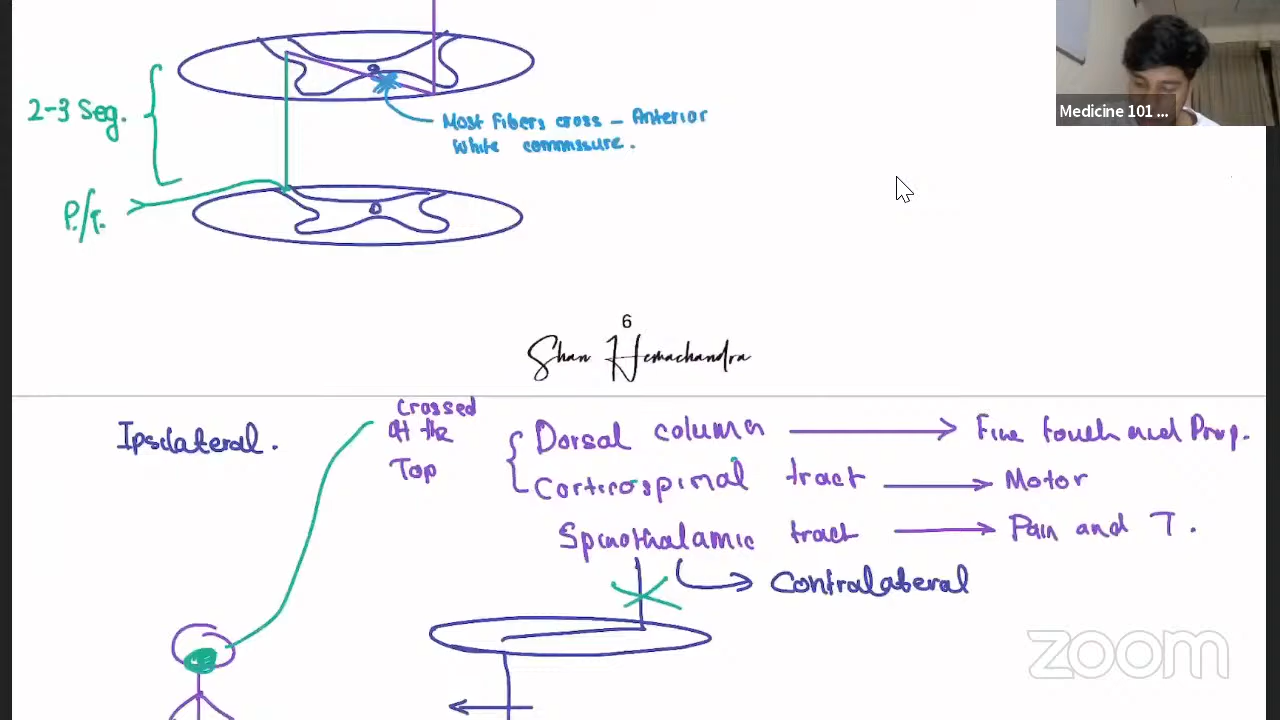 2-3 Seg.
Most Fibers cross - Anterior
White commissure.
P./T.
Medicine 101 ...
6
Shan Hemachandra
Ipsilateral.
Crossed
at the
Top
Dorsal column → Fine touch and Prop.
Corticospinal tract → Motor
Spinothalamic tract → Pain and T.
Contralateral
zoom